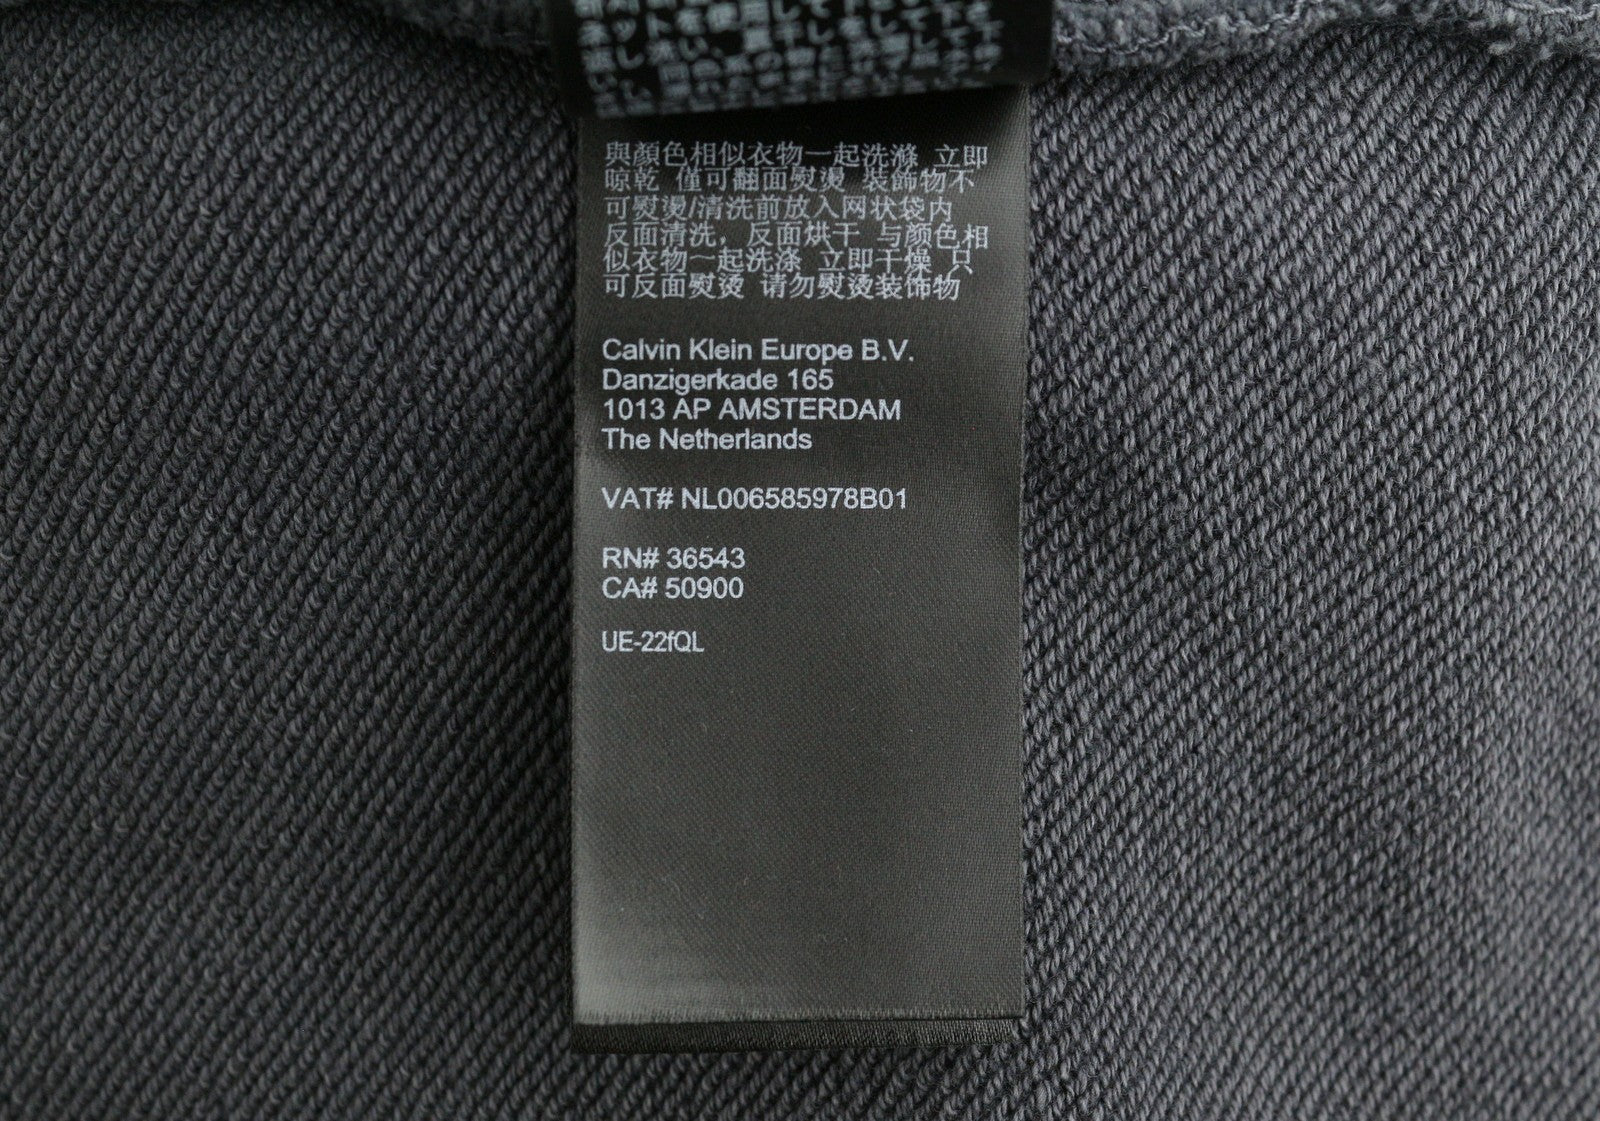 與顏色相似衣物一起洗滌 立即
晾乾 僅可翻面熨燙 裝飾物不
可熨燙/清洗前放入网状袋内
反面清洗，反面烘干 与颜色相
似衣物一起洗涤 立即干燥 只
可反面熨烫 请勿熨烫装饰物
Calvin Klein Europe B.V.
Danzigerkade 165
1013 AP AMSTERDAM
The Netherlands
VAT# NL006585978B01
RN# 36543
CA# 50900
UE-22fQL